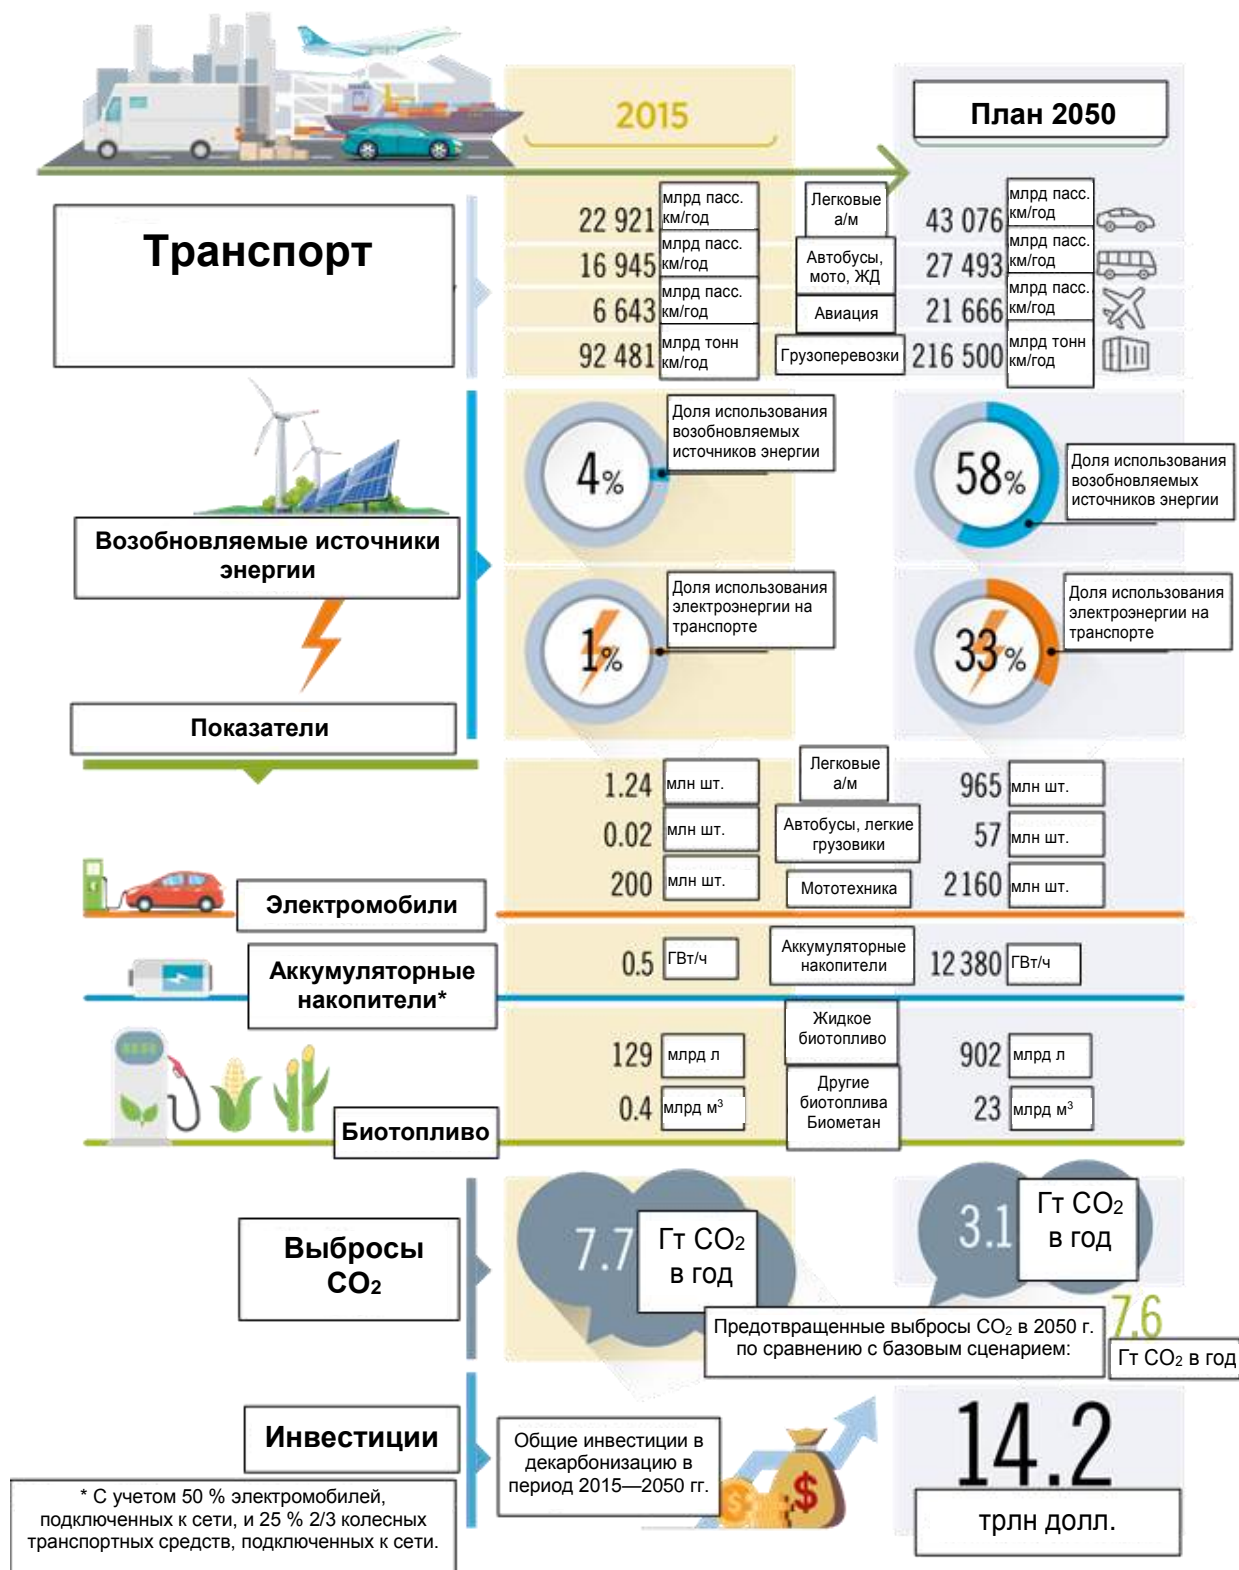 2015
План 2050
Транспорт
22 921 млрд пасс. км/год
Легковые а/м
43 076 млрд пасс. км/год
16 945 млрд пасс. км/год
Автобусы, мото, ЖД
27 493 млрд пасс. км/год
6 643 млрд пасс. км/год
Авиация
21 666 млрд пасс. км/год
92 481 млрд тонн км/год
Грузоперевозки
216 500 млрд тонн км/год
Возобновляемые источники
энергии
4%
Доля использования
возобновляемых
источников энергии
58%
Доля использования
возобновляемых
источников энергии
1%
Доля использования
электроэнергии на
транспорте
33%
Доля использования
электроэнергии на
транспорте
Показатели
Электромобили
1.24 млн шт.
Легковые
а/м
965 млн шт.
0.02 млн шт.
Автобусы, легкие
грузовики
57 млн шт.
200 млн шт.
Мототехника
2160 млн шт.
Аккумуляторные
накопители*
0.5 ГВт/ч
Аккумуляторные
накопители
12 380 ГВт/ч
Биотопливо
129 млрд л
Жидкое
биотопливо
902 млрд л
0.4 млрд м³
Другие
биотоплива
Биометан
23 млрд м³
Выбросы
CO₂
7.7 Гт CO₂
в год
3.1 Гт CO₂
в год
Предотвращенные выбросы CO₂ в 2050 г.
по сравнению с базовым сценарием:
7.6
Гт CO₂ в год
Инвестиции
Общие инвестиции в
декарбонизацию в
период 2015—2050 гг.
14.2
трлн долл.
* С учетом 50 % электромобилей,
подключенных к сети, и 25 % 2/3 колесных
транспортных средств, подключенных к сети.